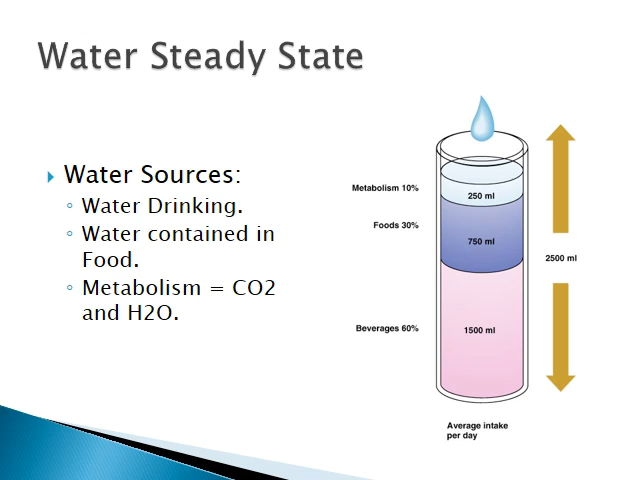 Water Steady State
Water Sources:
Water Drinking.
Water contained in
Food.
Metabolism = CO2
and H2O.
Metabolism 10%
250 ml
Foods 30%
750 ml
2500 ml
Beverages 60%
1500 ml
Average intake
per day